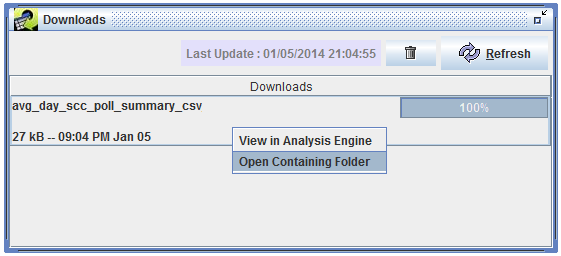 Downloads
Last Update : 01/05/2014 21:04:55
Refresh
Downloads
avg_day_scc_poll_summary_csv
100%
27 kB -- 09:04 PM Jan 05
View in Analysis Engine
Open Containing Folder